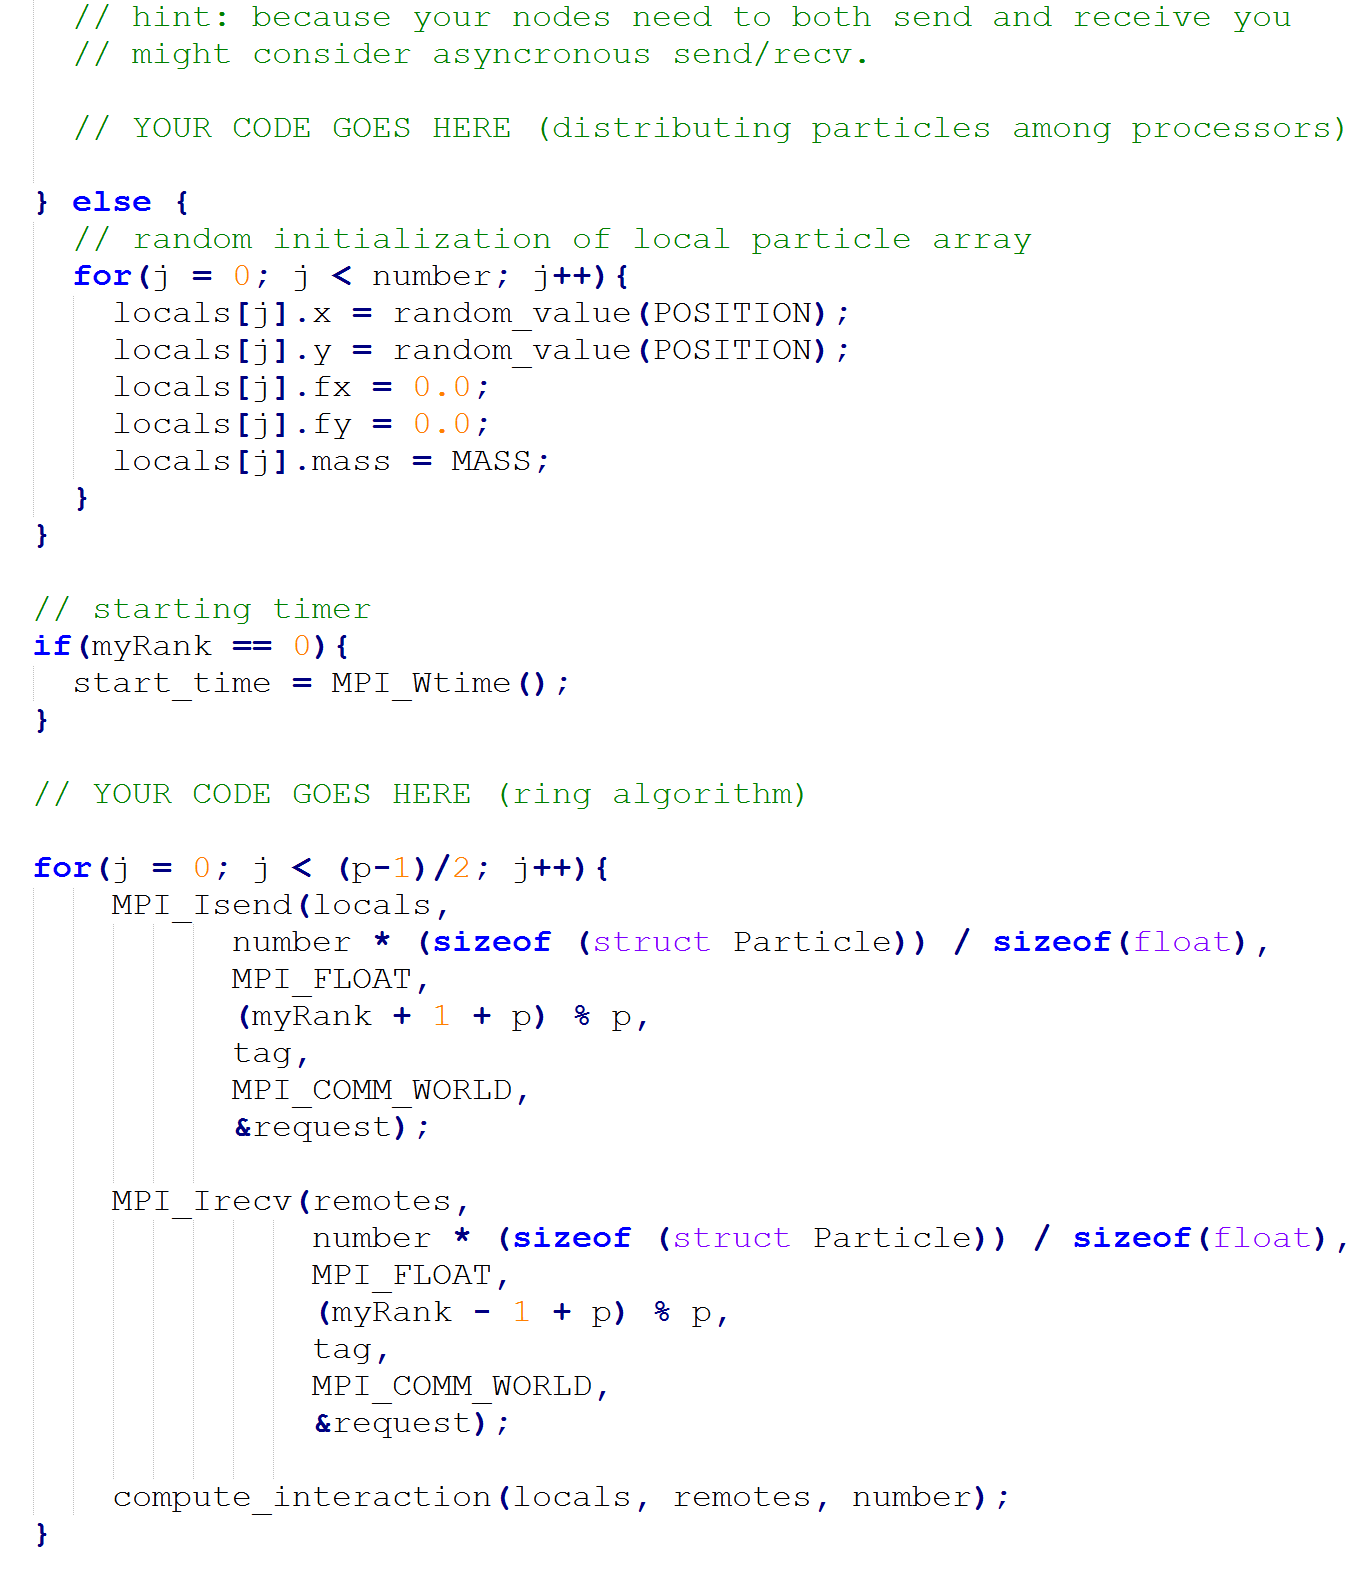 // hint: because your nodes need to both send and receive you
// might consider asyncronous send/recv.
// YOUR CODE GOES HERE (distributing particles among processors)
} else {
// random initialization of local particle array
for(j = 0; j < number; j++){
locals[j].x = random_value(POSITION);
locals[j].y = random_value(POSITION);
locals[j].fx = 0.0;
locals[j].fy = 0.0;
locals[j].mass = MASS;
}
}
// starting timer
if(myRank == 0){
start_time = MPI_Wtime();
}
// YOUR CODE GOES HERE (ring algorithm)
for(j = 0; j < (p-1)/2; j++){
MPI_Isend(locals,
number * (sizeof (struct Particle)) / sizeof(float),
MPI_FLOAT,
(myRank + 1 + p) % p,
tag,
MPI_COMM_WORLD,
&request);
MPI_Irecv(remotes,
number * (sizeof (struct Particle)) / sizeof(float),
MPI_FLOAT,
(myRank - 1 + p) % p,
tag,
MPI_COMM_WORLD,
&request);
compute_interaction(locals, remotes, number);
}